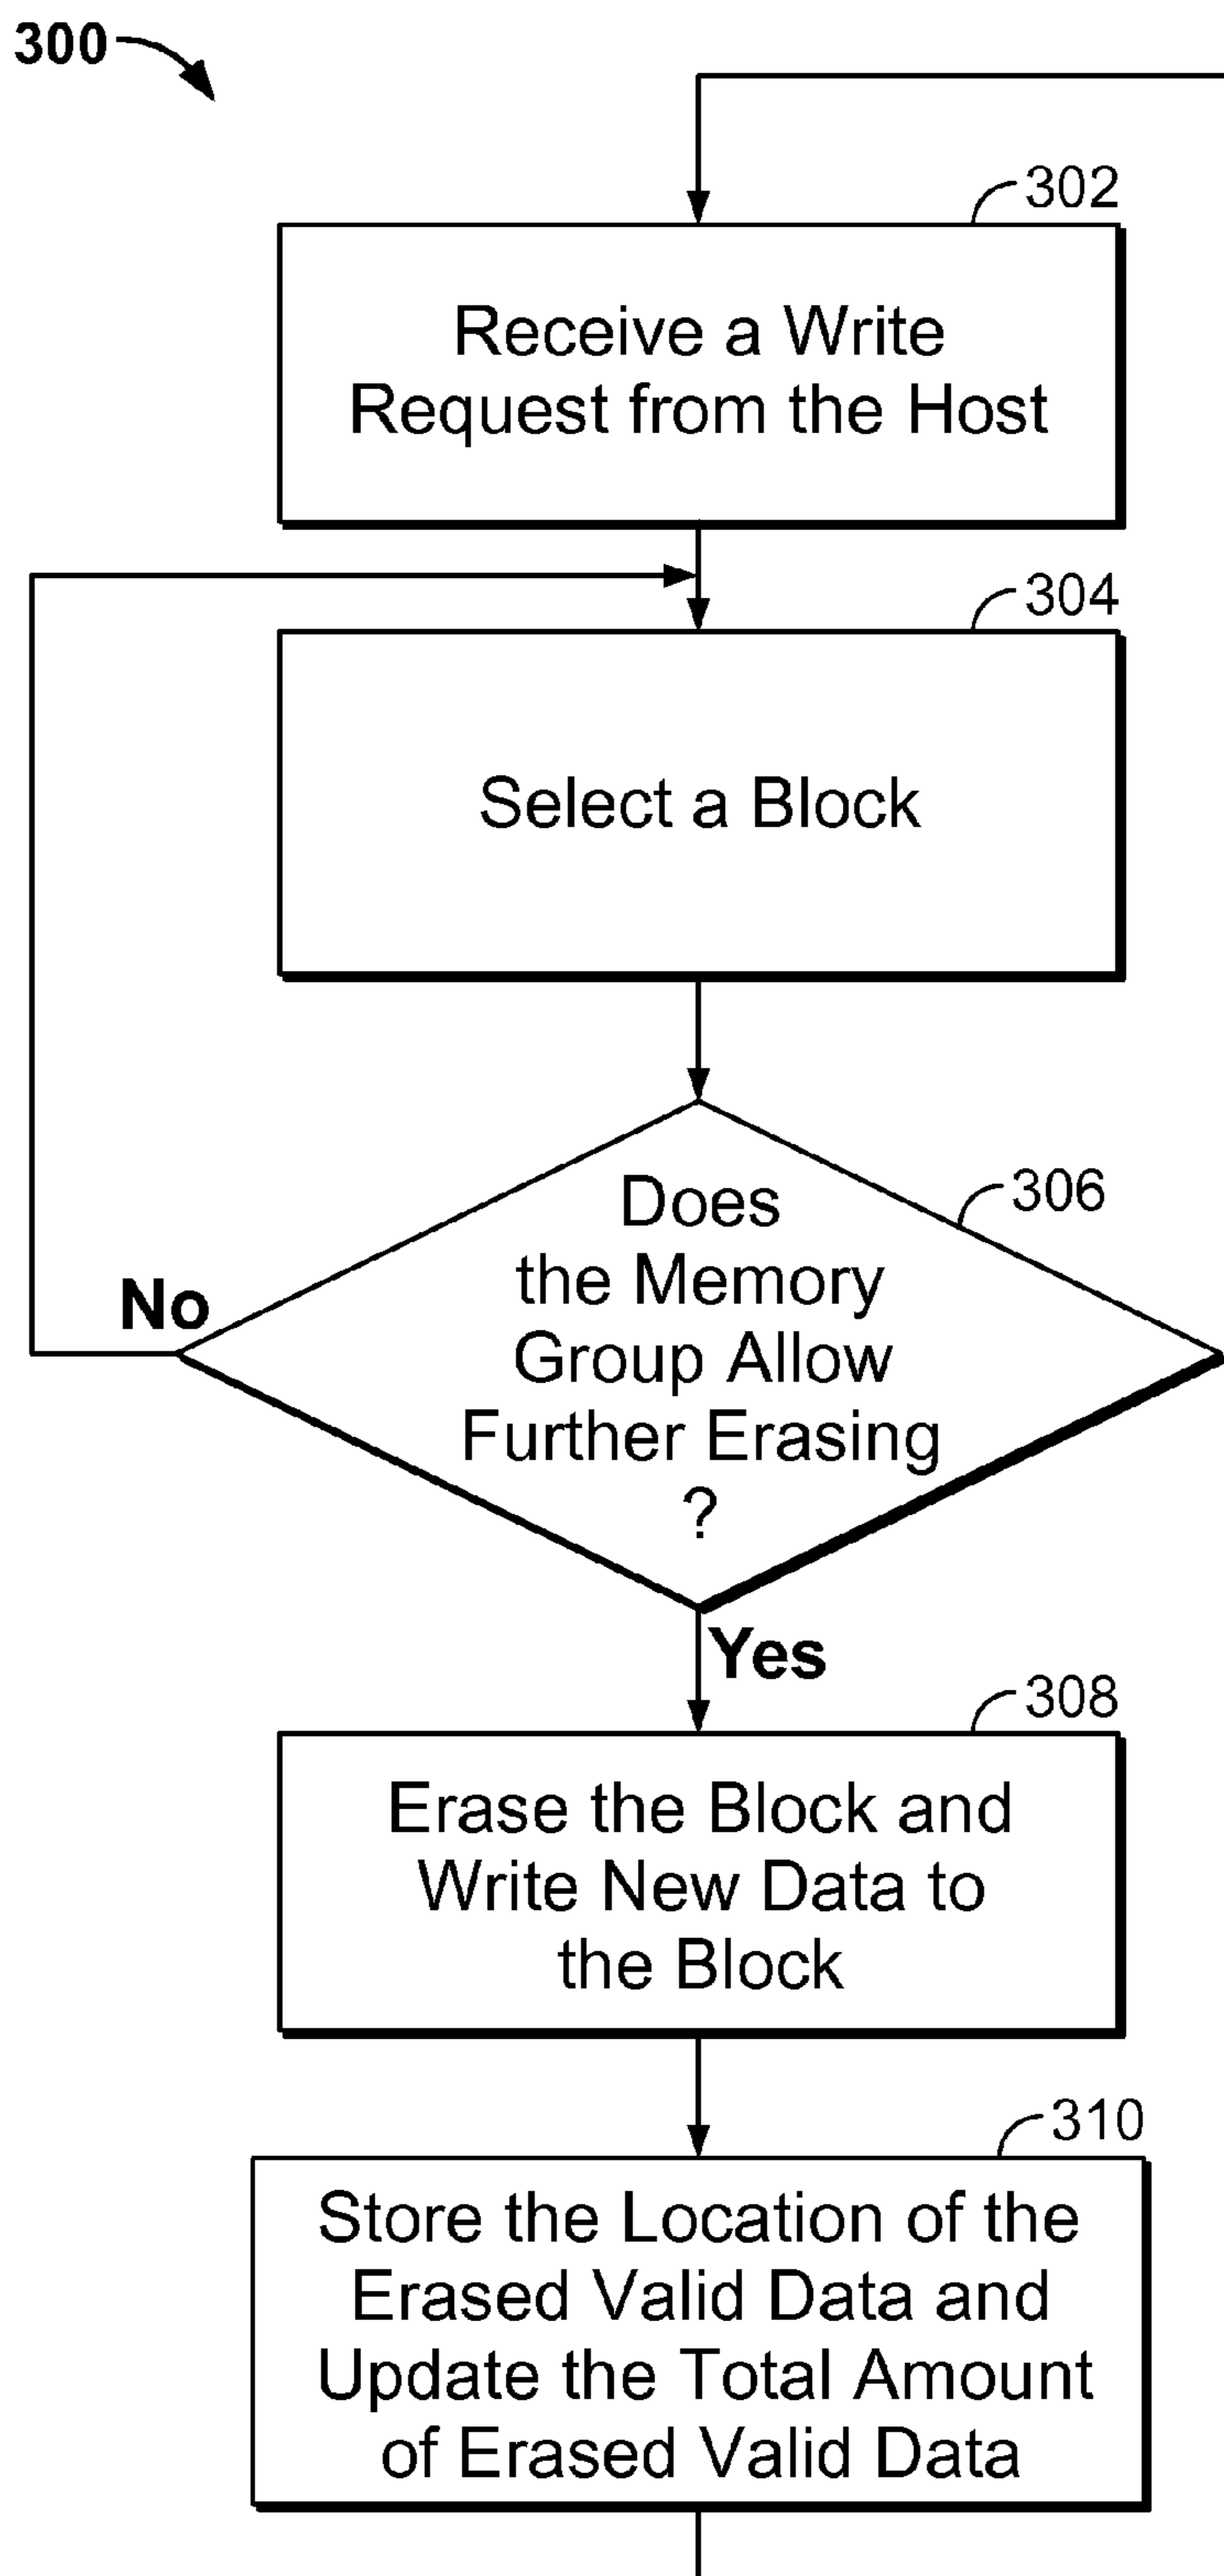 300
302
Receive a Write
Request from the Host
304
Select a Block
306
Does
the Memory
Group Allow
Further Erasing
?
No
Yes
308
Erase the Block and
Write New Data to
the Block
310
Store the Location of the
Erased Valid Data and
Update the Total Amount
of Erased Valid Data